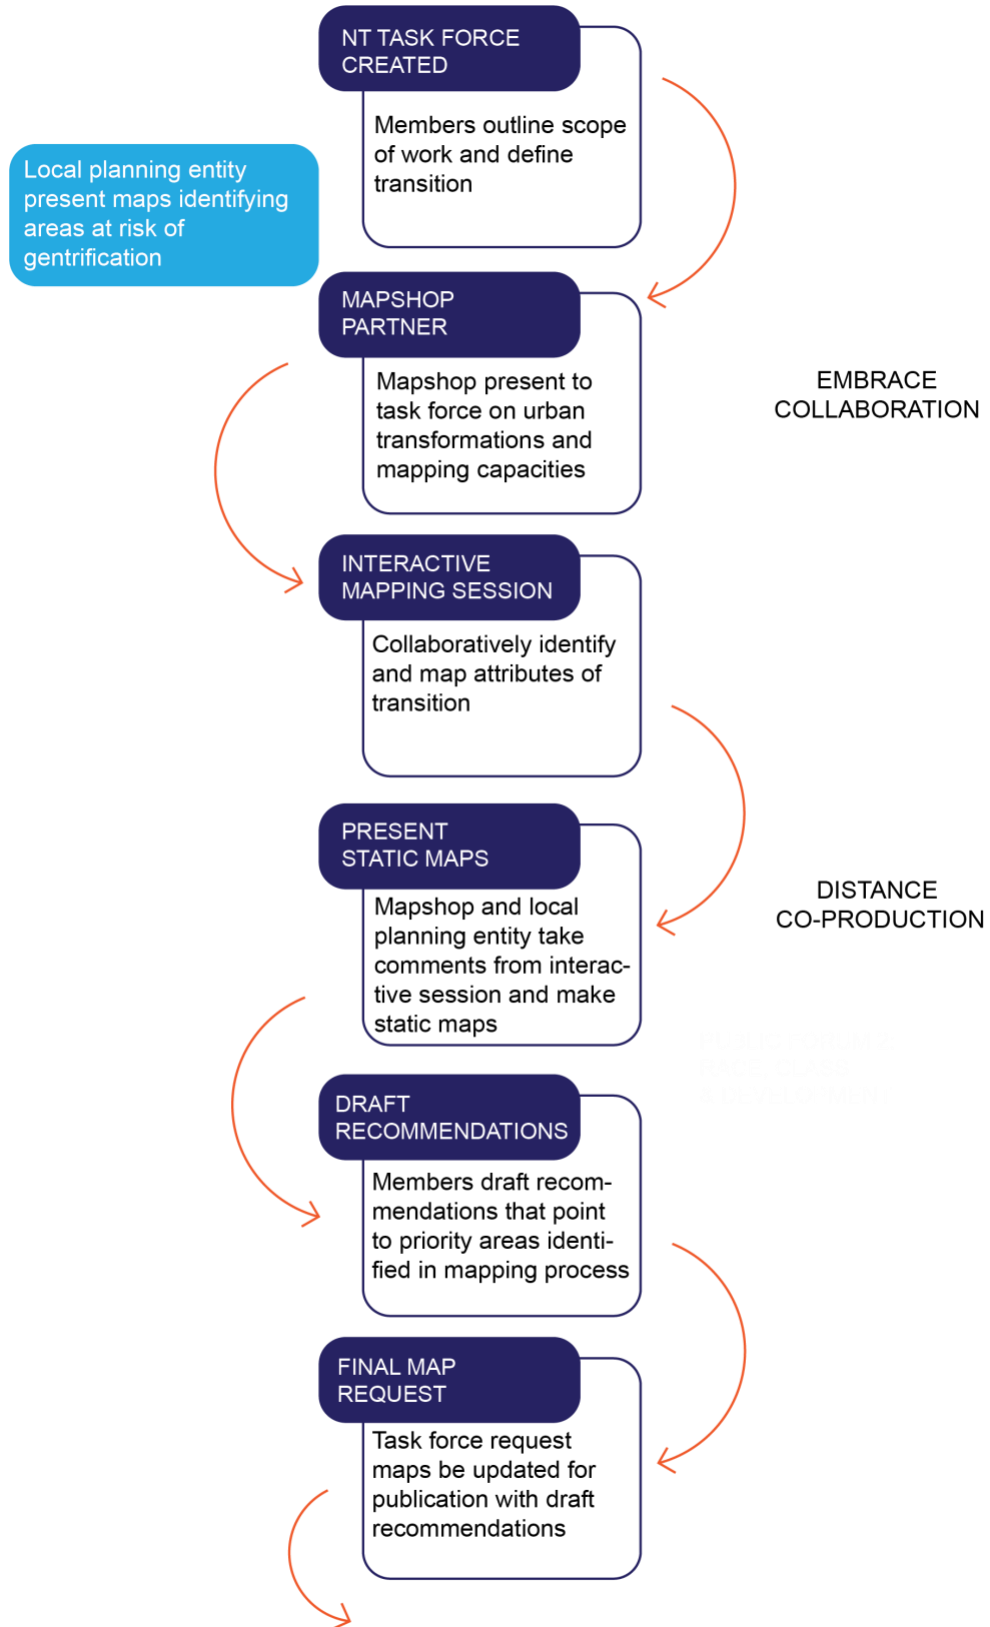 NT TASK FORCE
CREATED
Members outline scope
of work and define
transition
Local planning entity
present maps identifying
areas at risk of
gentrification
MAPSHOP
PARTNER
Mapshop present to
task force on urban
transformations and
mapping capacities
EMBRACE
COLLABORATION
INTERACTIVE
MAPPING SESSION
Collaboratively identify
and map attributes of
transition
PRESENT
STATIC MAPS
Mapshop and local
planning entity take
comments from interac-
tive session and make
static maps
DISTANCE
CO-PRODUCTION
DRAFT
RECOMMENDATIONS
Members draft recom-
mendations that point
to priority areas identi-
fied in mapping process
FINAL MAP
REQUEST
Task force request
maps be updated for
publication with draft
recommendations